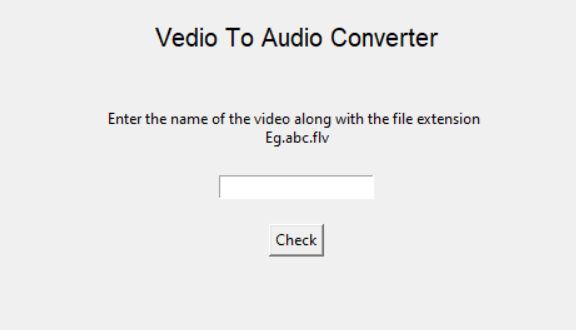 Vedio To Audio Converter
Enter the name of the video along with the file extension
Eg.abc.flv
Check